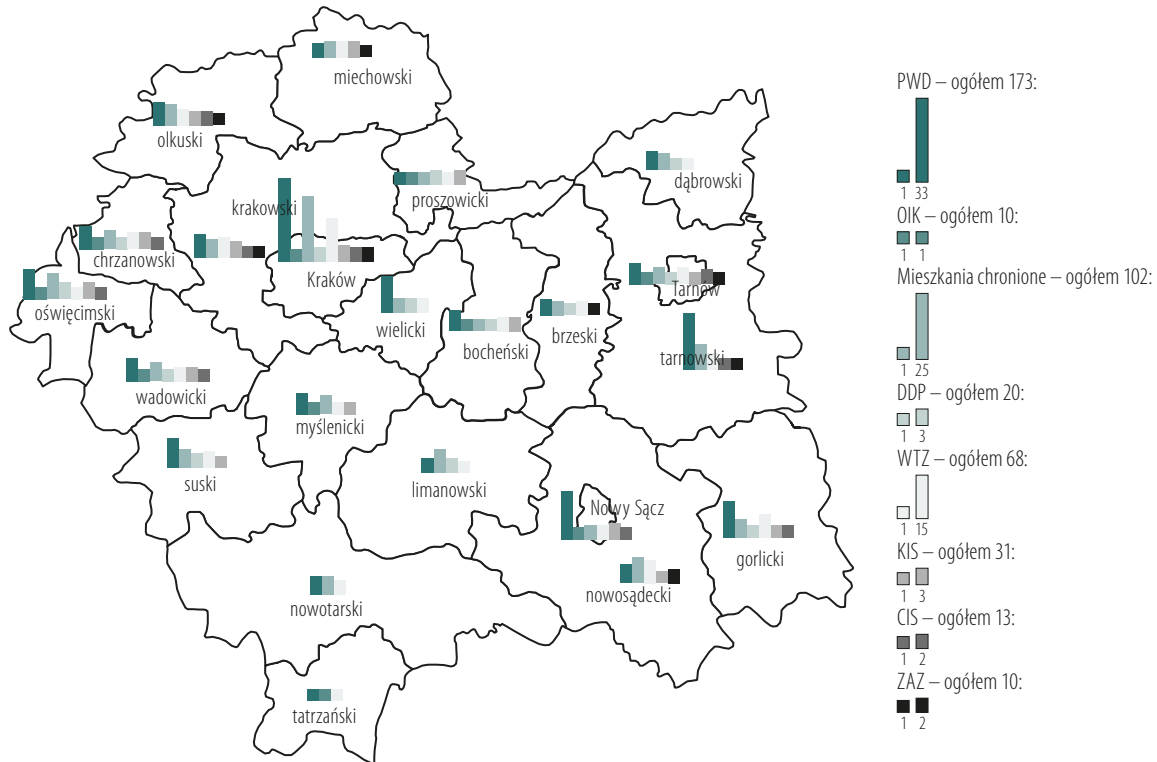 miechowski
olkuski
dąbrowski
proszowicki
krakowski
chrzanowski
Kraków
Tarnów
oświęcimski
wielicki
bocheński
brzeski
tarnowski
wadowicki
myślenicki
suski
limanowski
Nowy Sącz
gorlicki
nowosądecki
nowotarski
tatrzański
PWD – ogółem 173:
1 33
OIK – ogółem 10:
1 1
Mieszkania chronione – ogółem 102:
1 25
DDP – ogółem 20:
1 3
WTZ – ogółem 68:
1 15
KIS – ogółem 31:
1 3
CIS – ogółem 13:
1 2
ZAZ – ogółem 10:
1 2